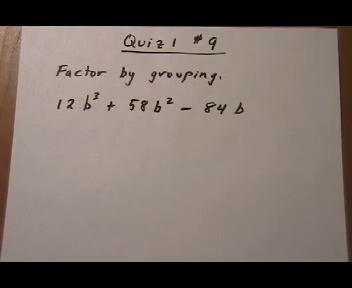 Quiz 1 #9
Factor by grouping.
12b³ + 58b² - 84b